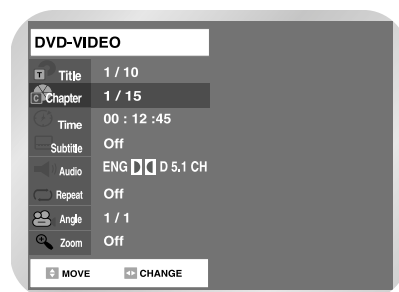 DVD-VIDEO
T Title 1 / 10
C Chapter 1 / 15
Time 00 : 12 :45
Subtitle Off
Audio ENG D 5.1 CH
Repeat Off
Angle 1 / 1
Zoom Off
MOVE CHANGE